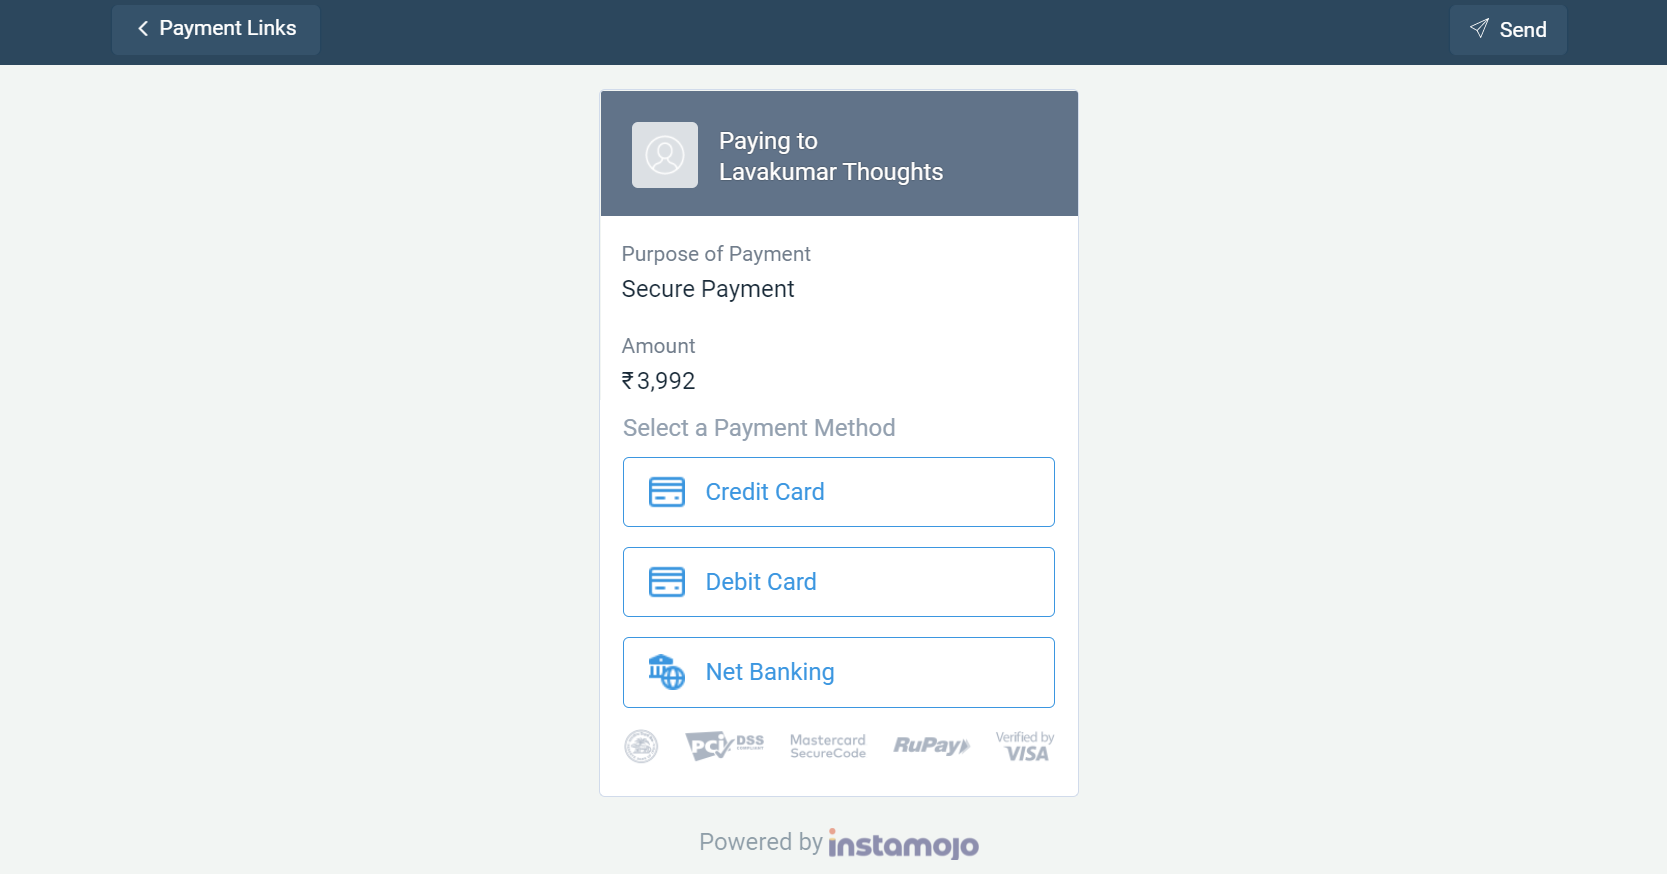 Payment Links
Send
Paying to
Lavakumar Thoughts
Purpose of Payment
Secure Payment
Amount
₹3,992
Select a Payment Method
Credit Card
Debit Card
Net Banking
PCI DSS
COMPLIANT
Mastercard
SecureCode
RuPay
Verified by
VISA
Powered by instamojo